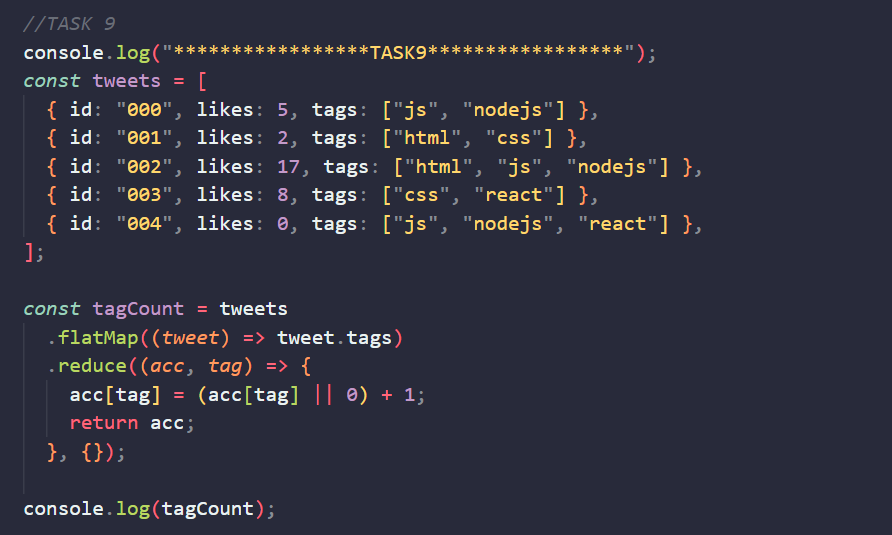 //TASK 9
console.log("*****************TASK9*****************");
const tweets = [
  { id: "000", likes: 5, tags: ["js", "nodejs"] },
  { id: "001", likes: 2, tags: ["html", "css"] },
  { id: "002", likes: 17, tags: ["html", "js", "nodejs"] },
  { id: "003", likes: 8, tags: ["css", "react"] },
  { id: "004", likes: 0, tags: ["js", "nodejs", "react"] },
];
const tagCount = tweets
  .flatMap((tweet) => tweet.tags)
  .reduce((acc, tag) => {
    acc[tag] = (acc[tag] || 0) + 1;
    return acc;
  }, {});
console.log(tagCount);